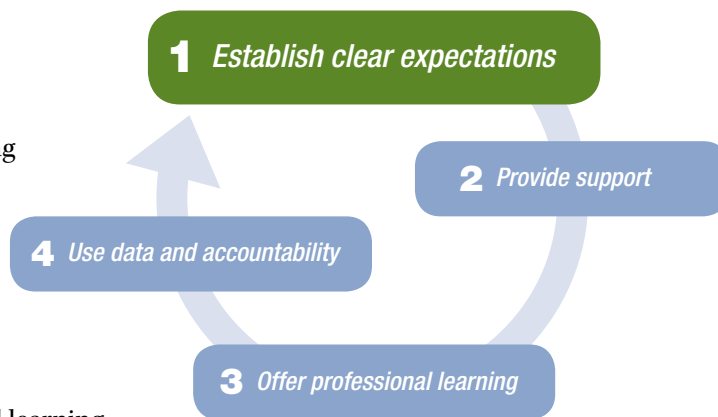 1 Establish clear expectations
2 Provide support
4 Use data and accountability
3 Offer professional learning